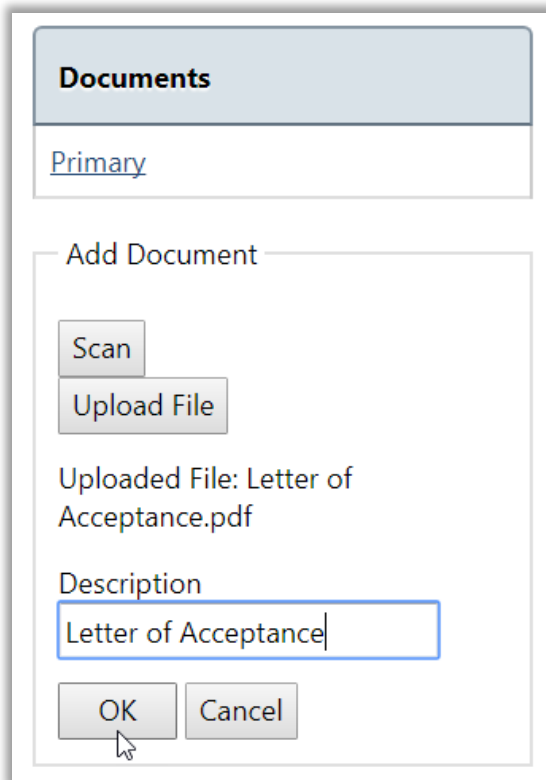 Documents
Primary
Add Document
Scan
Upload File
Uploaded File: Letter of
Acceptance.pdf
Description
Letter of Acceptance
OK Cancel